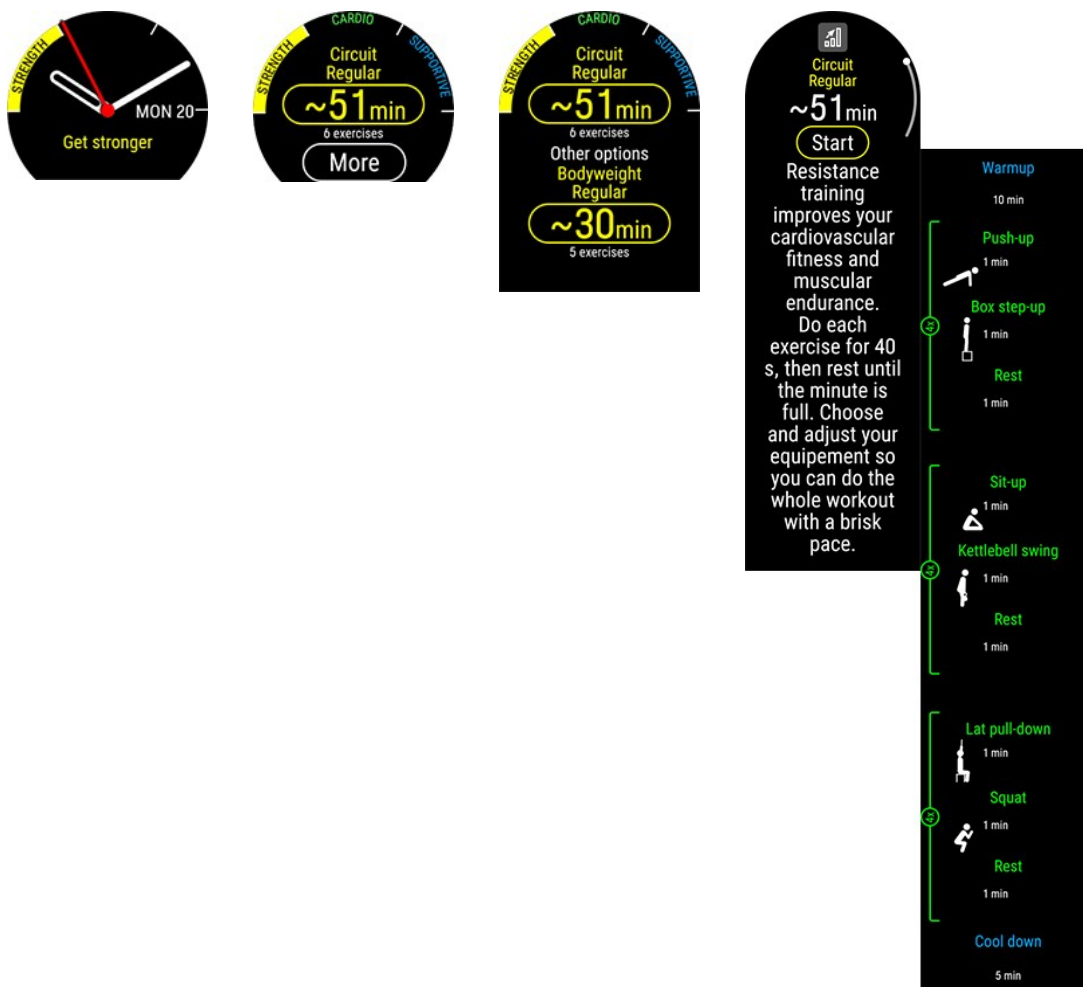 STRENGTH
MON 20
Get stronger
CARDIO
STRENGTH
SUPPORTIVE
Circuit
Regular
~51min
6 exercises
More
CARDIO
STRENGTH
SUPPORTIVE
Circuit
Regular
~51min
6 exercises
Other options
Bodyweight
Regular
~30min
5 exercises
Circuit
Regular
~51min
Start
Resistance
training
improves your
cardiovascular
fitness and
muscular
endurance.
Do each
exercise for 40
s, then rest until
the minute is
full. Choose
and adjust your
equipement so
you can do the
whole workout
with a brisk
pace.
Warmup
10 min
Push-up
1 min
Box step-up
4x
1 min
Rest
1 min
Sit-up
1 min
Kettlebell swing
4x
1 min
Rest
1 min
Lat pull-down
1 min
Squat
4x
1 min
Rest
1 min
Cool down
5 min